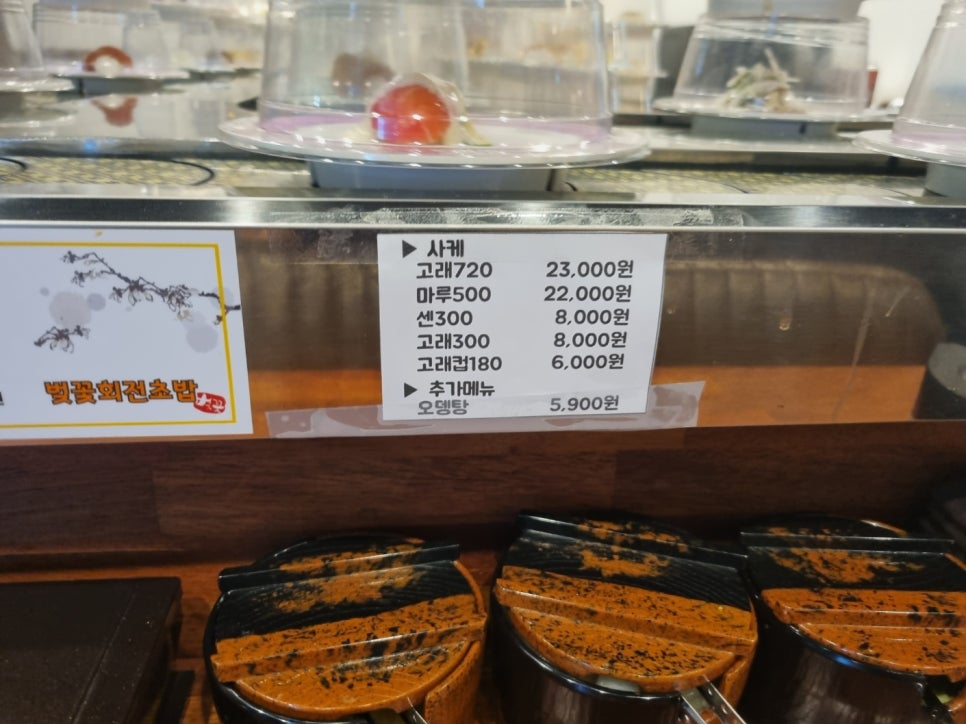 벚꽃회전초밥
▶ 사케
고래720 23,000원
마루500 22,000원
센300 8,000원
고래300 8,000원
고래컵180 6,000원
▶ 추가메뉴
오뎅탕 5,900원